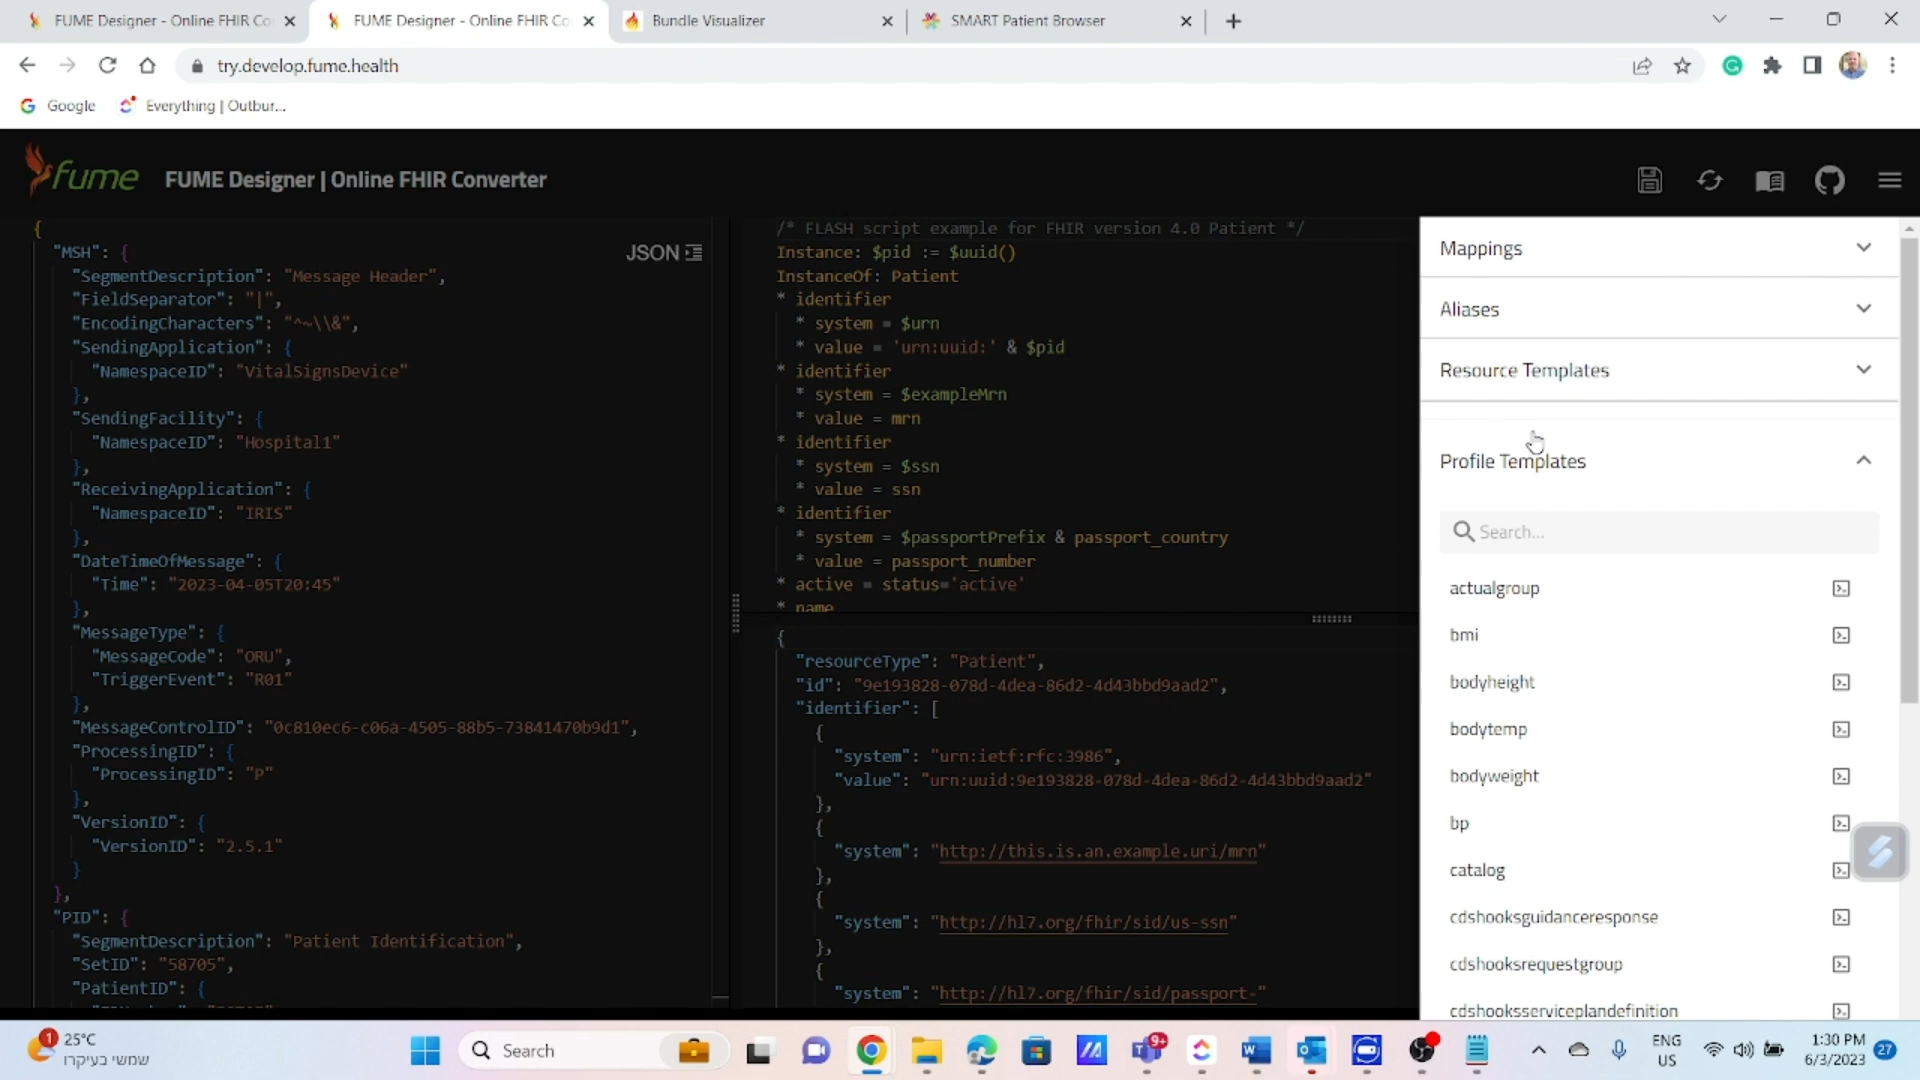 FUME Designer - Online FHIR Co
FUME Designer - Online FHIR Co
Bundle Visualizer
SMART Patient Browser
try.develop.fume.health
Google
Everything | Outbur...
fume
FUME Designer | Online FHIR Converter
{
"MSH": {
JSON
"SegmentDescription": "Message Header",
"FieldSeparator": "|",
"EncodingCharacters": "^~\\&",
"SendingApplication": {
"NamespaceID": "VitalSignsDevice"
},
"SendingFacility": {
"NamespaceID": "Hospital1"
},
"ReceivingApplication": {
"NamespaceID": "IRIS"
},
"DateTimeOfMessage": {
"Time": "2023-04-05T20:45"
},
"MessageType": {
"MessageCode": "ORU",
"TriggerEvent": "R01"
},
"MessageControlID": "0c810ec6-c06a-4505-88b5-73841470b9d1",
"ProcessingID": {
"ProcessingID": "P"
},
"VersionID": {
"VersionID": "2.5.1"
}
},
"PID": {
"SegmentDescription": "Patient Identification",
"SetID": "58705",
"PatientID": {
/* FLASH script example for FHIR version 4.0 Patient */
Instance: $pid := $uuid()
InstanceOf: Patient
* identifier
* system = $urn
* value = 'urn:uuid:' & $pid
* identifier
* system = $exampleMrn
* value = mrn
* identifier
* system = $ssn
* value = ssn
* identifier
* system = $passportPrefix & passport_country
* value = passport_number
* active = status='active'
* name
{
"resourceType": "Patient",
"id": "9e193828-078d-4dea-86d2-4d43bbd9aad2",
"identifier": [
{
"system": "urn:ietf:rfc:3986",
"value": "urn:uuid:9e193828-078d-4dea-86d2-4d43bbd9aad2"
},
{
"system": "http://this.is.an.example.uri/mrn"
},
{
"system": "http://hl7.org/fhir/sid/us-ssn"
},
{
"system": "http://hl7.org/fhir/sid/passport-"
Mappings
Aliases
Resource Templates
Profile Templates
Search...
actualgroup
bmi
bodyheight
bodytemp
bodyweight
bp
catalog
cdshooksguidanceresponse
cdshooksrequestgroup
cdshooksserviceplandefinition
1
25°C
שמשי בעיקרו
Search
9+
ENG
US
1:30 PM
6/3/2023
27